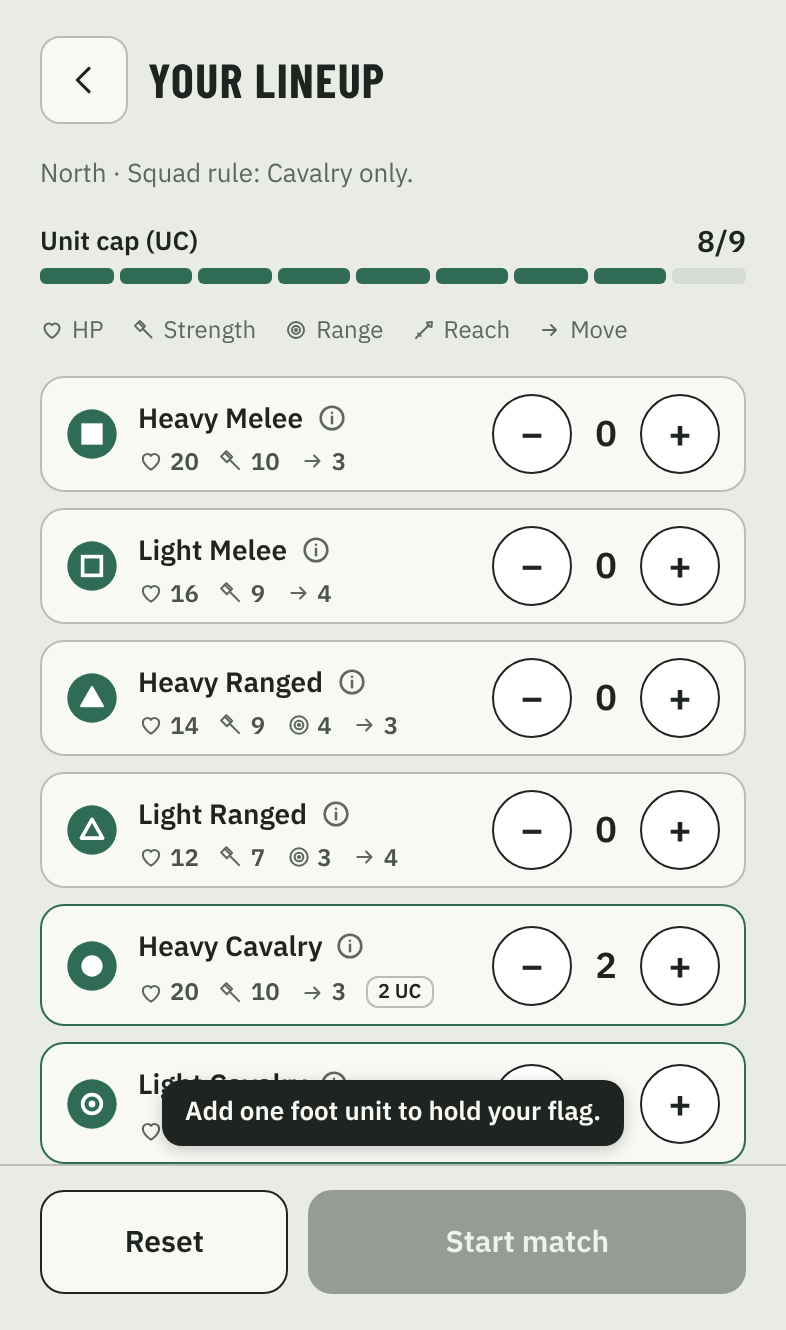 YOUR LINEUP
North · Squad rule: Cavalry only.
Unit cap (UC) 8/9
HP Strength Range Reach Move
Heavy Melee
20 10 3
− 0 +
Light Melee
16 9 4
− 0 +
Heavy Ranged
14 9 4 3
− 0 +
Light Ranged
12 7 3 4
− 0 +
Heavy Cavalry
20 10 3 2 UC
− 2 +
Light Cavalry
+
Add one foot unit to hold your flag.
Reset Start match